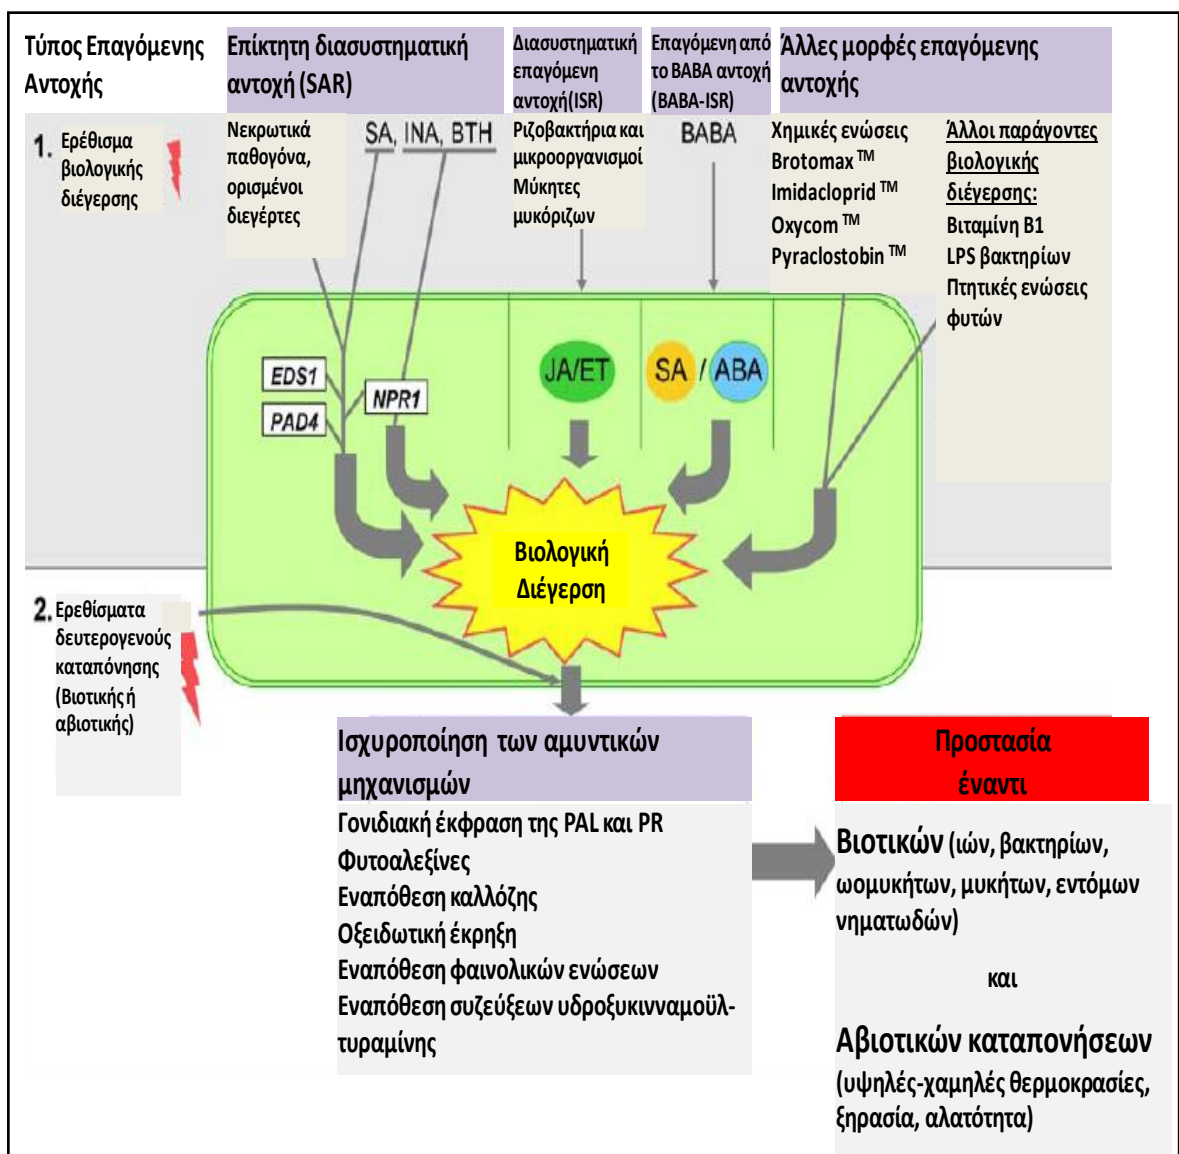 Τύπος Επαγόμενης
Αντοχής
Επίκτητη διασυστηματική
αντοχή (SAR)
Διασυστηματική
επαγόμενη
αντοχή(ISR)
Επαγόμενη από
το BABA αντοχή
(BABA-ISR)
Άλλες μορφές επαγόμενης
αντοχής
1. Ερέθισμα
βιολογικής
διέγερσης
Νεκρωτικά
παθογόνα,
ορισμένοι
διεγέρτες
SA, INA, BTH
Ριζοβακτήρια και
μικροοργανισμοί
Μύκητες
μυκόριζων
BABA
Χημικές ενώσεις
Brotomax ™
Imidacloprid ™
Oxycom ™
Pyraclostobin ™
Άλλοι παράγοντες
βιολογικής
διέγερσης:
Βιταμίνη Β1
LPS βακτηρίων
Πτητικές ενώσεις
φυτών
EDS1
PAD4
NPR1
JA/ET
SA / ABA
Βιολογική
Διέγερση
2. Ερεθίσματα
δευτερογενούς
καταπόνησης
(Βιοτικής ή
αβιοτικής)
Ισχυροποίηση των αμυντικών
μηχανισμών
Γονιδιακή έκφραση της PAL και PR
Φυτοαλεξίνες
Εναπόθεση καλλόζης
Οξειδωτική έκρηξη
Εναπόθεση φαινολικών ενώσεων
Εναπόθεση συζεύξεων υδροξυκινναμοϋλ-
τυραμίνης
Προστασία
έναντι
Βιοτικών (ιών, βακτηρίων,
ωομυκήτων, μυκήτων, εντόμων
νηματωδών)
και
Αβιοτικών καταπονήσεων
(υψηλές-χαμηλές θερμοκρασίες,
ξηρασία, αλατότητα)